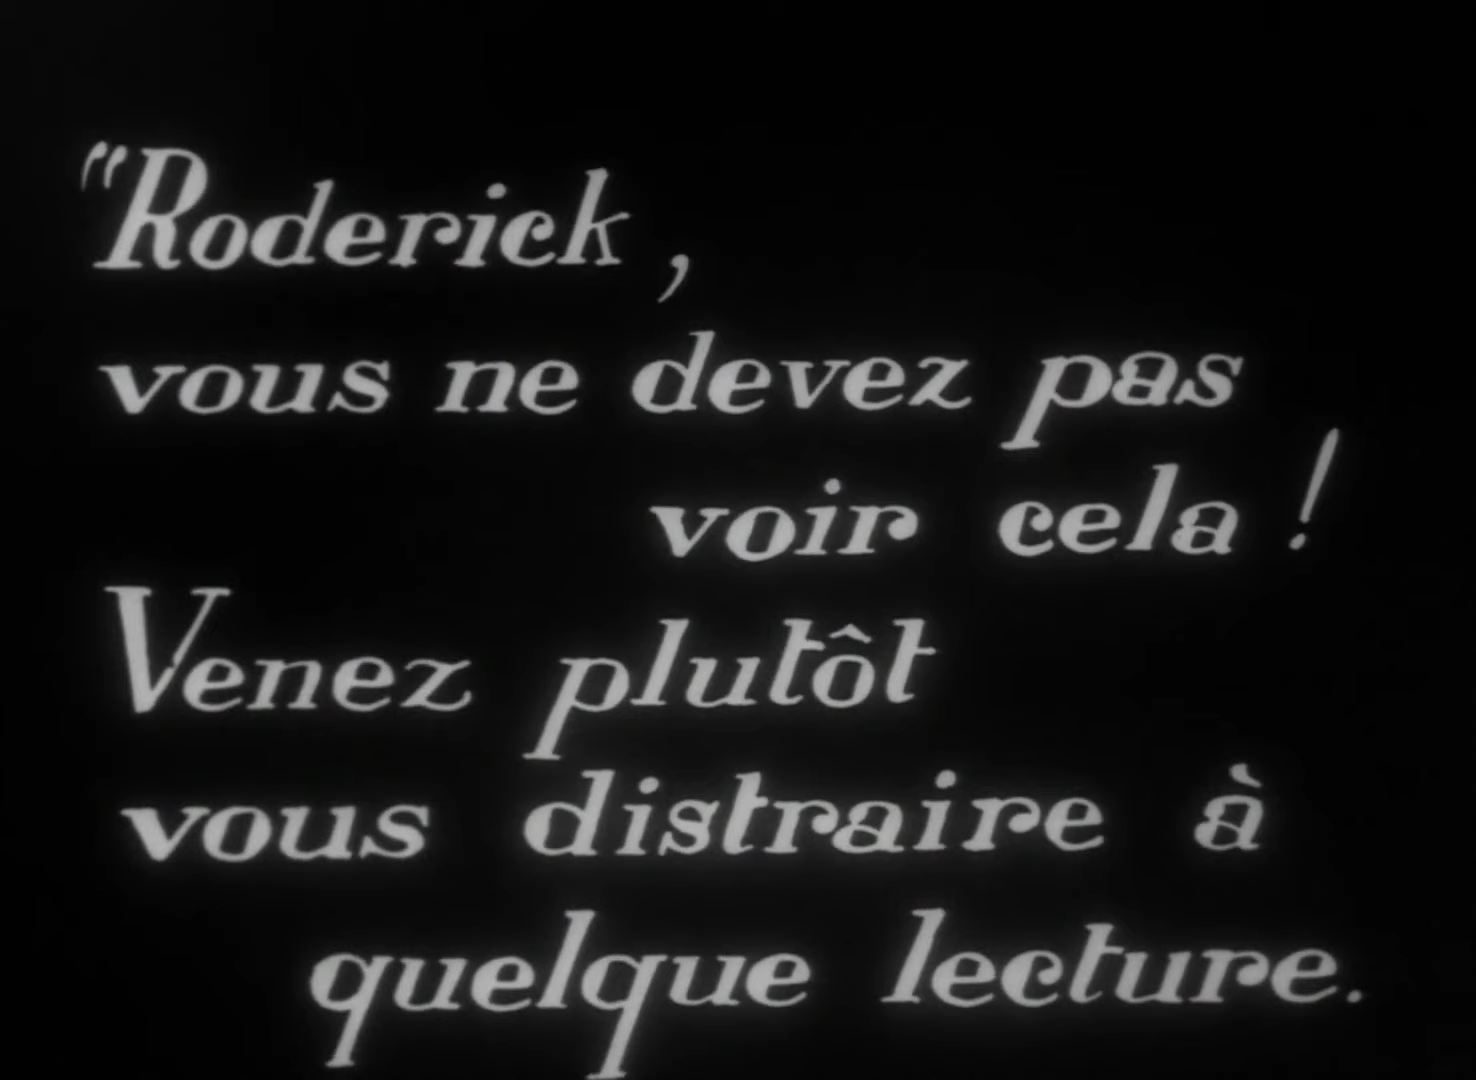 "Roderick,
vous ne devez pas
voir cela !
Venez plutôt
vous distraire à
quelque lecture.